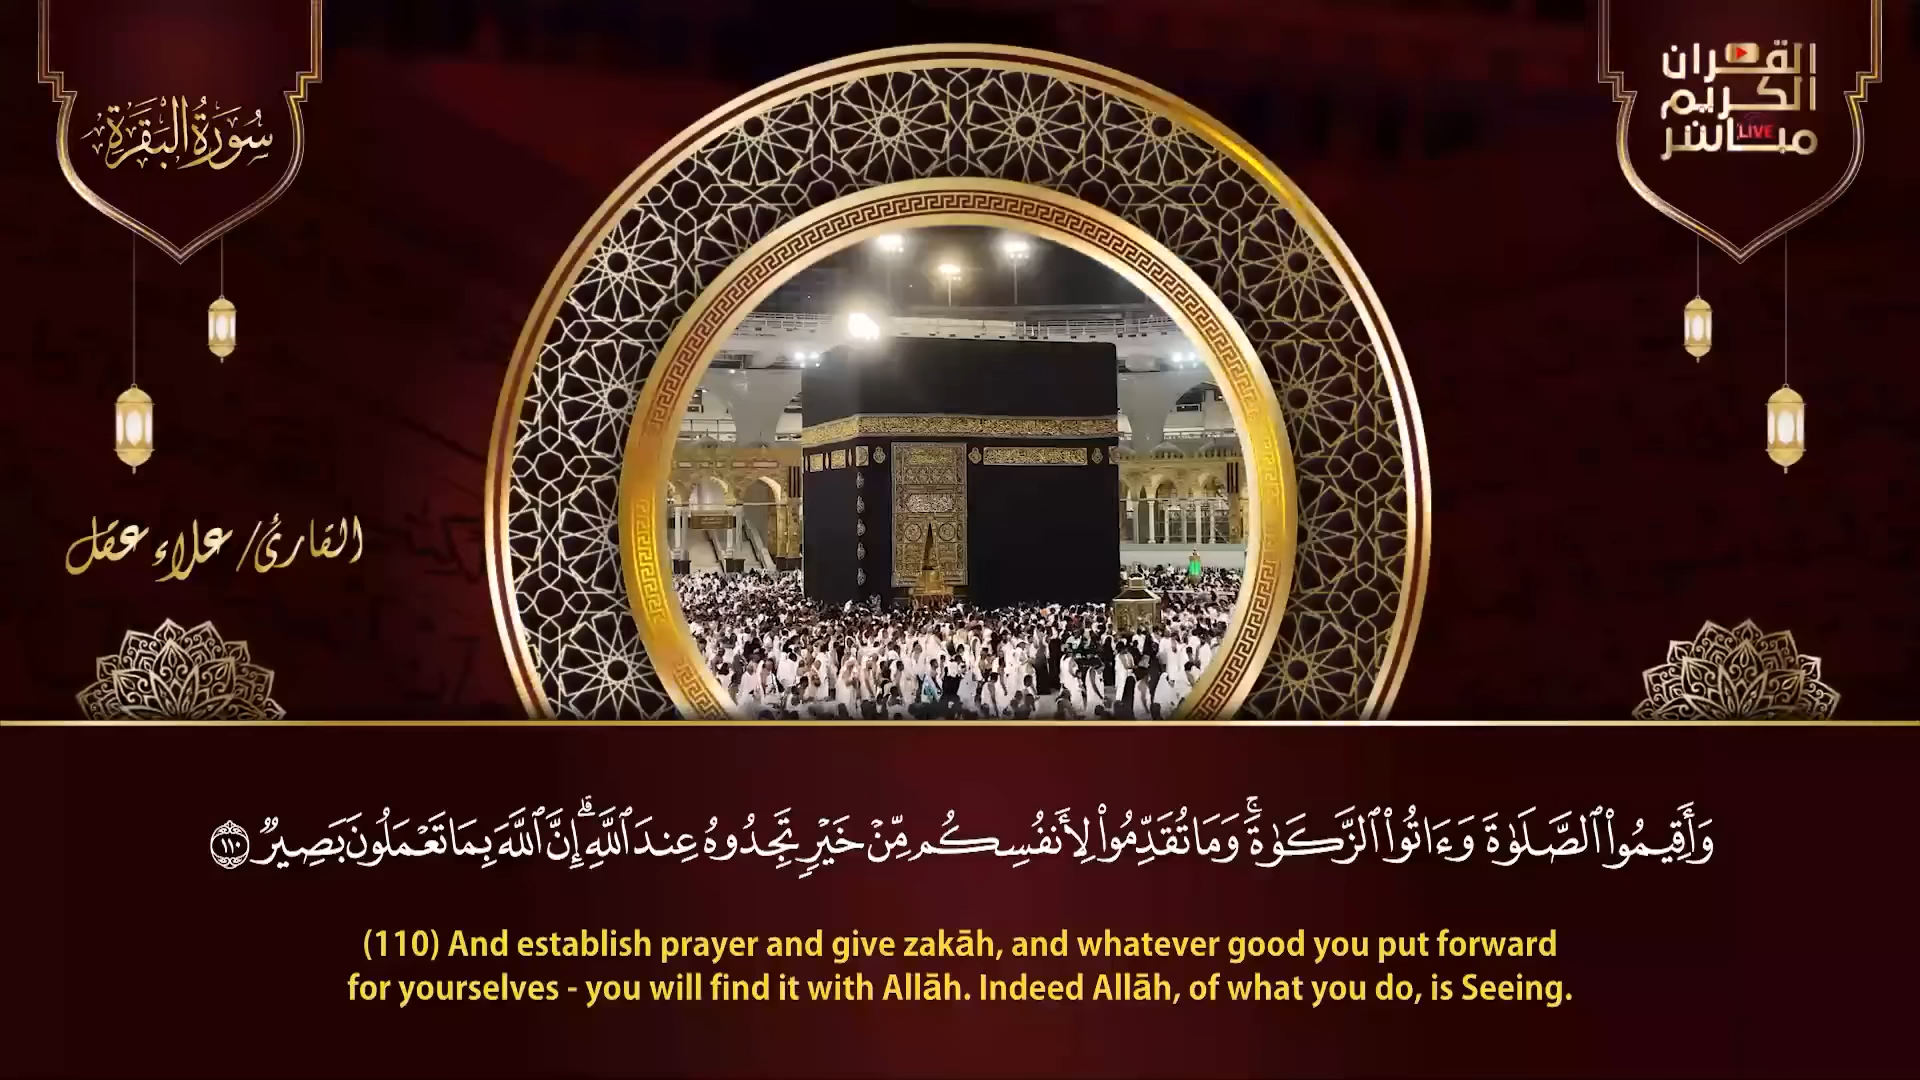 سُورَةُ البَقَرَةِ
القرآن
الكريم
مباشر
LIVE
القارئ/ علاء عقل
وَأَقِيمُوا۟ ٱلصَّلَوٰةَ وَءَاتُوا۟ ٱلزَّكَوٰةَۚ وَمَا تُقَدِّمُوا۟ لِأَنفُسِكُم مِّنْ خَيْرٍ تَجِدُوهُ عِندَ ٱللَّهِۗ إِنَّ ٱللَّهَ بِمَا تَعْمَلُونَ بَصِيرٌ ١١٠
(110) And establish prayer and give zakāh, and whatever good you put forward
for yourselves - you will find it with Allāh. Indeed Allāh, of what you do, is Seeing.